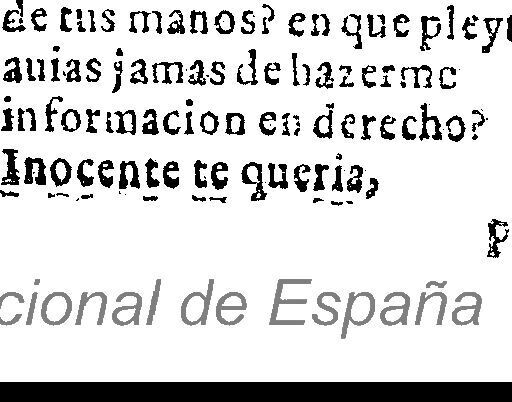 de tus manos? en que pleyt
auias jamas de hazerme
informacion en derecho?
Inocente te queria,
P
cional de España